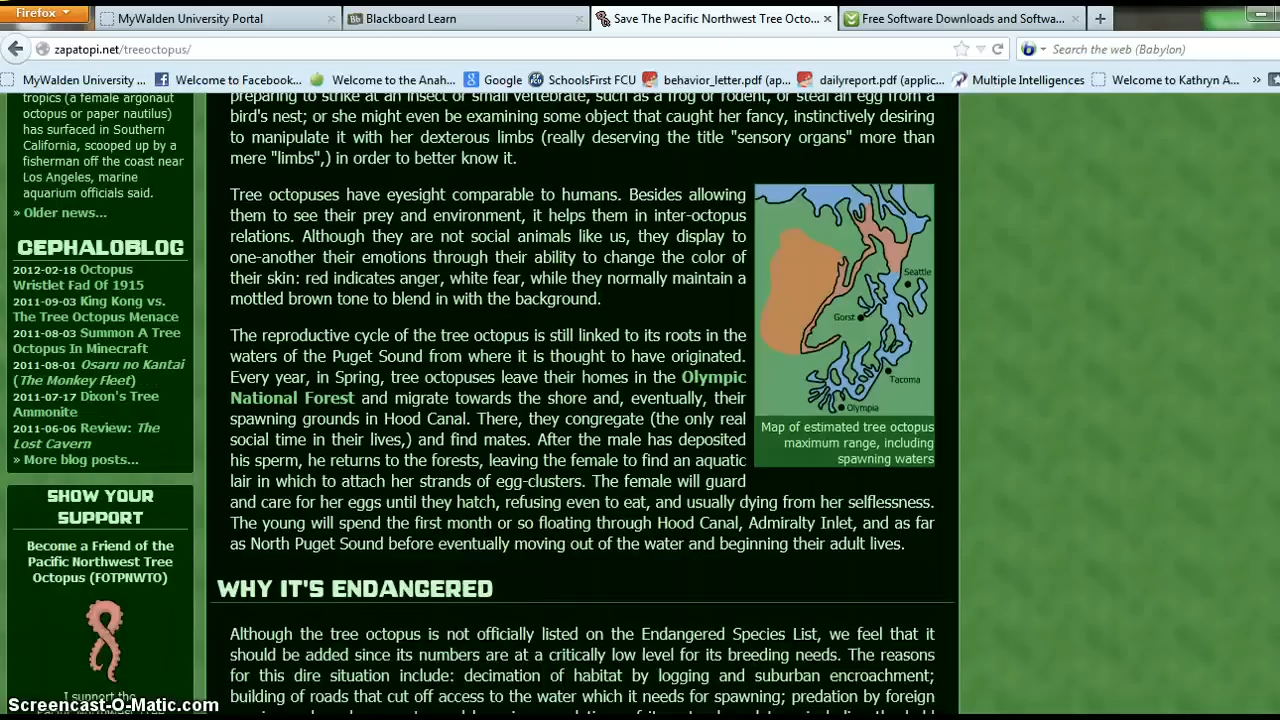 Firefox
MyWalden University Portal
Blackboard Learn
Save The Pacific Northwest Tree Octo...
Free Software Downloads and Softwa...
zapatopi.net/treeoctopus/
Search the web (Babylon)
MyWalden University ...
Welcome to Facebook...
Welcome to the Anah...
Google
SchoolsFirst FCU
behavior_letter.pdf (ap...
dailyreport.pdf (applic...
Multiple Intelligences
Welcome to Kathryn A...
tropics (a female argonaut
octopus or paper nautilus)
has surfaced in Southern
California, scooped up by a
fisherman off the coast near
Los Angeles, marine
aquarium officials said.
» Older news...
CEPHALOBLOG
2012-02-18 Octopus
Wristlet Fad Of 1915
2011-09-03 King Kong vs.
The Tree Octopus Menace
2011-08-03 Summon A Tree
Octopus In Minecraft
2011-08-01 Osaru no Kantai
(The Monkey Fleet)
2011-07-17 Dixon's Tree
Ammonite
2011-06-06 Review: The
Lost Cavern
» More blog posts...
SHOW YOUR
SUPPORT
Become a Friend of the
Pacific Northwest Tree
Octopus (FOTPNWTO)
I support the
preparing to strike at an insect or small vertebrate, such as a frog or rodent, or steal an egg from a
bird's nest; or she might even be examining some object that caught her fancy, instinctively desiring
to manipulate it with her dexterous limbs (really deserving the title "sensory organs" more than
mere "limbs",) in order to better know it.
Tree octopuses have eyesight comparable to humans. Besides allowing
them to see their prey and environment, it helps them in inter-octopus
relations. Although they are not social animals like us, they display to
one-another their emotions through their ability to change the color of
their skin: red indicates anger, white fear, while they normally maintain a
mottled brown tone to blend in with the background.
The reproductive cycle of the tree octopus is still linked to its roots in the
waters of the Puget Sound from where it is thought to have originated.
Every year, in Spring, tree octopuses leave their homes in the Olympic
National Forest and migrate towards the shore and, eventually, their
spawning grounds in Hood Canal. There, they congregate (the only real
social time in their lives,) and find mates. After the male has deposited
his sperm, he returns to the forests, leaving the female to find an aquatic
lair in which to attach her strands of egg-clusters. The female will guard
and care for her eggs until they hatch, refusing even to eat, and usually dying from her selflessness.
The young will spend the first month or so floating through Hood Canal, Admiralty Inlet, and as far
as North Puget Sound before eventually moving out of the water and beginning their adult lives.
Seattle
Gorst
Tacoma
Olympia
Map of estimated tree octopus
maximum range, including
spawning waters
WHY IT'S ENDANGERED
Although the tree octopus is not officially listed on the Endangered Species List, we feel that it
should be added since its numbers are at a critically low level for its breeding needs. The reasons
for this dire situation include: decimation of habitat by logging and suburban encroachment;
building of roads that cut off access to the water which it needs for spawning; predation by foreign
Screencast-O-Matic.com